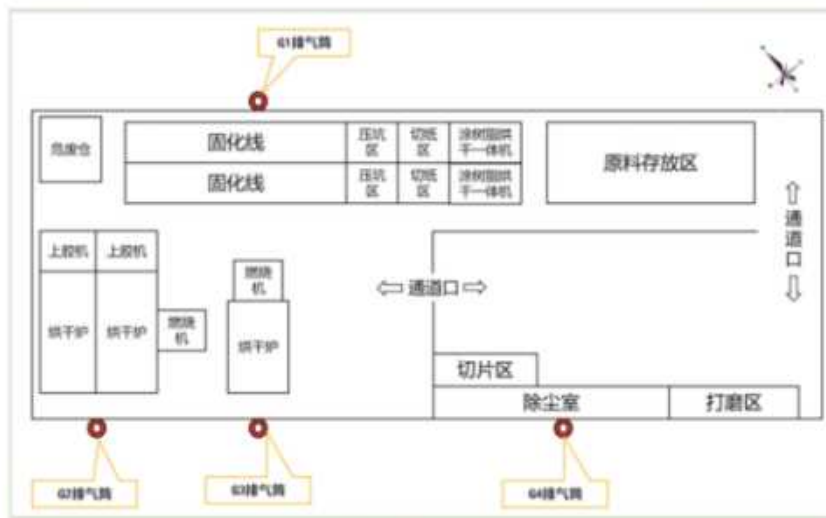 G1排气筒
危废仓
固化线
压坑
区
切纸
区
涂树脂烘
干一体机
原料存放区
固化线
压坑
区
切纸
区
涂树脂烘
干一体机
通
道
口
上胶机
上胶机
燃烧
机
通道口
烘干炉
烘干炉
燃烧
机
烘干炉
切片区
除尘室
打磨区
G2排气筒
G3排气筒
G4排气筒